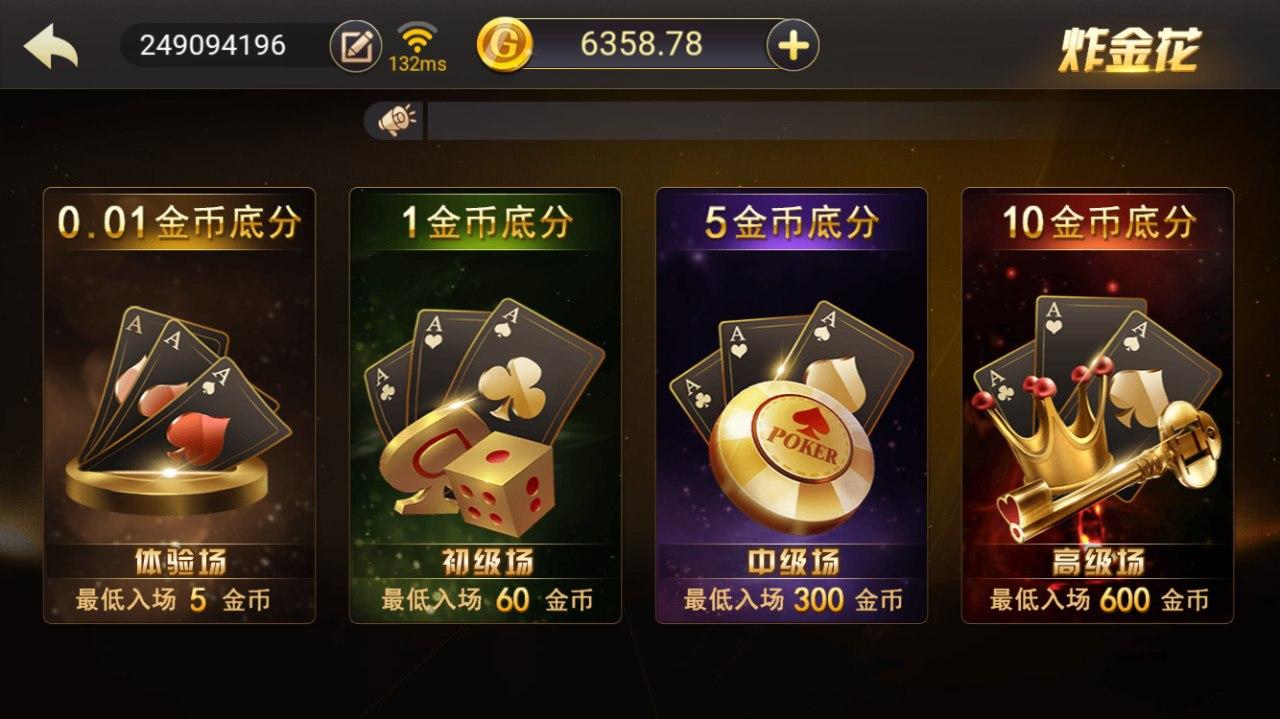 249094196
132ms
G
6358.78
炸金花
0.01金币底分
1金币底分
5金币底分
10金币底分
A A A
A A A
A A A
A A A
POKER
体验场
初级场
中级场
高级场
最低入场 5 金币
最低入场 60 金币
最低入场 300 金币
最低入场 600 金币